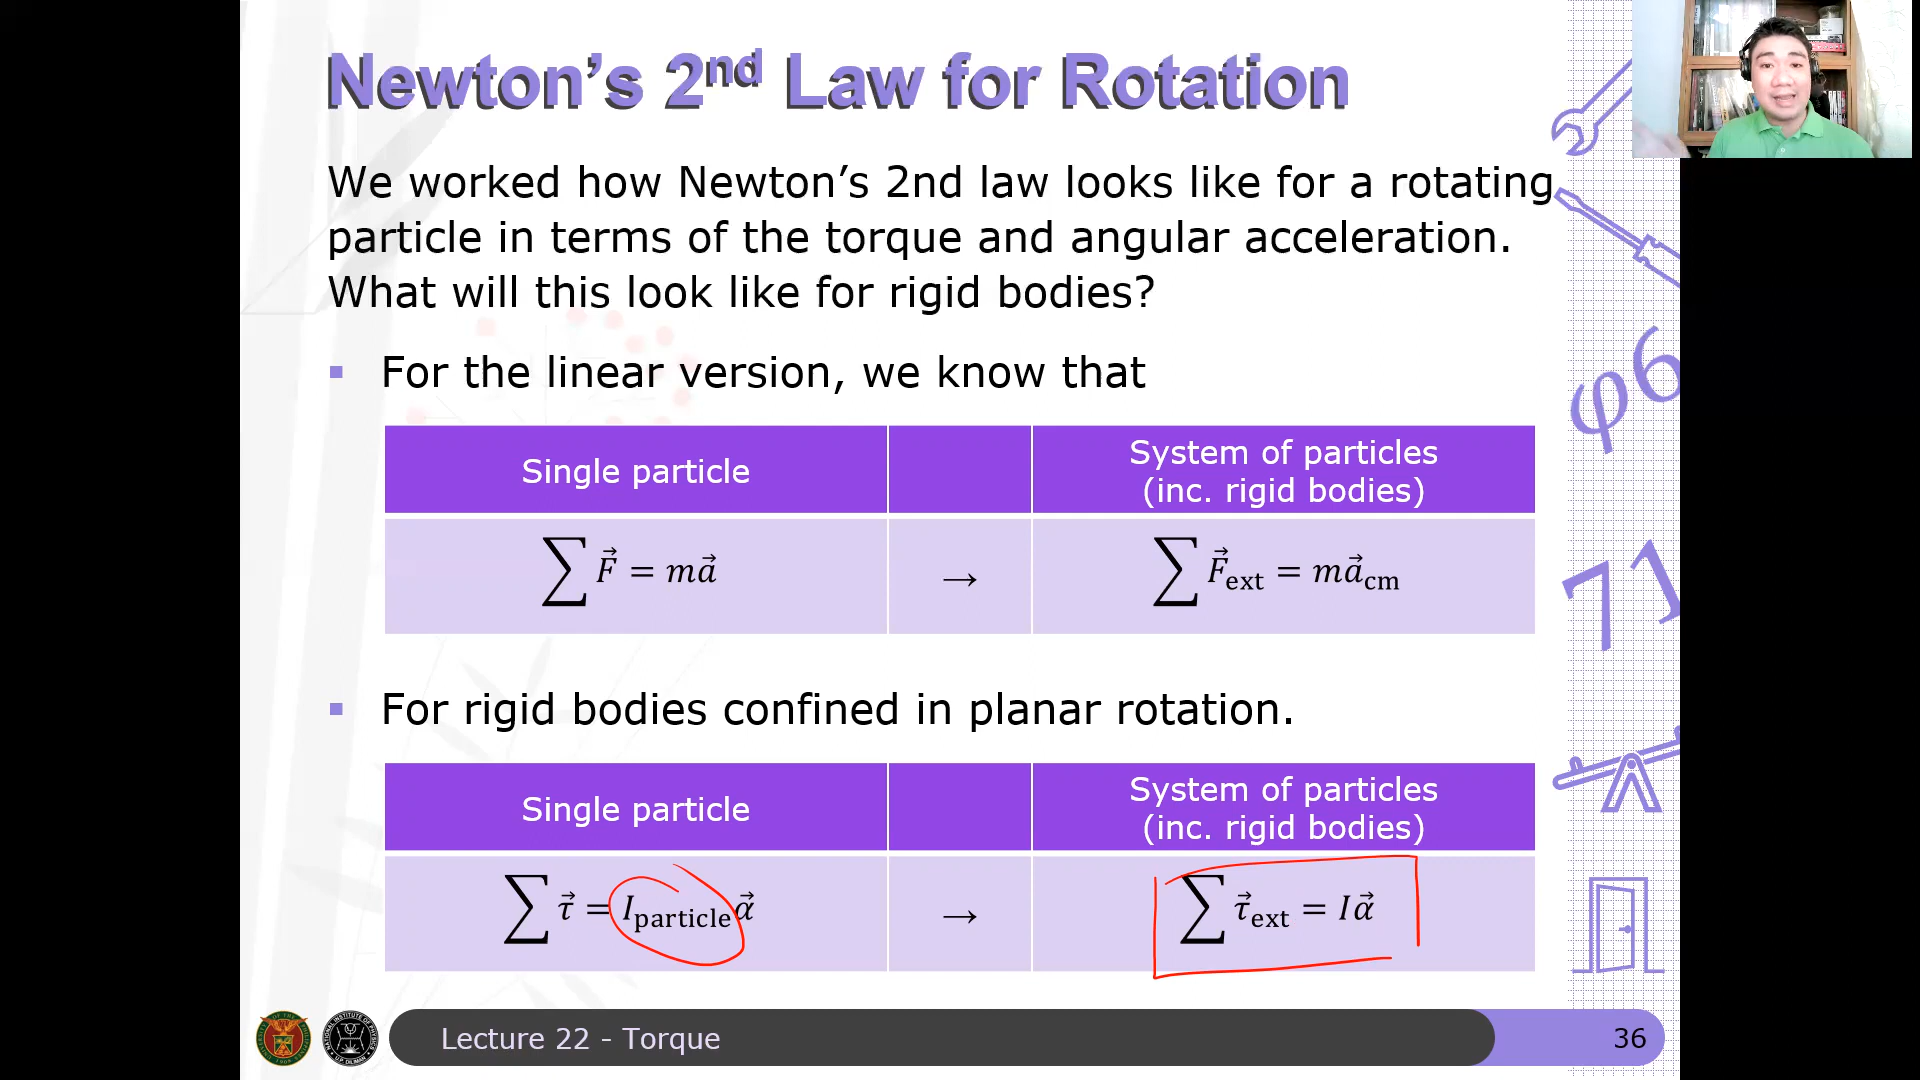 Newton’s 2nd Law for Rotation
We worked how Newton’s 2nd law looks like for a rotating
particle in terms of the torque and angular acceleration.
What will this look like for rigid bodies?
▪ For the linear version, we know that
Single particle
System of particles
(inc. rigid bodies)
∑ F⃗ = ma⃗
→
∑ F⃗ext = ma⃗cm
▪ For rigid bodies confined in planar rotation.
Single particle
System of particles
(inc. rigid bodies)
∑ τ⃗ = Iparticle α⃗
→
∑ τ⃗ext = Iα⃗
φ6
71
Lecture 22 - Torque
36